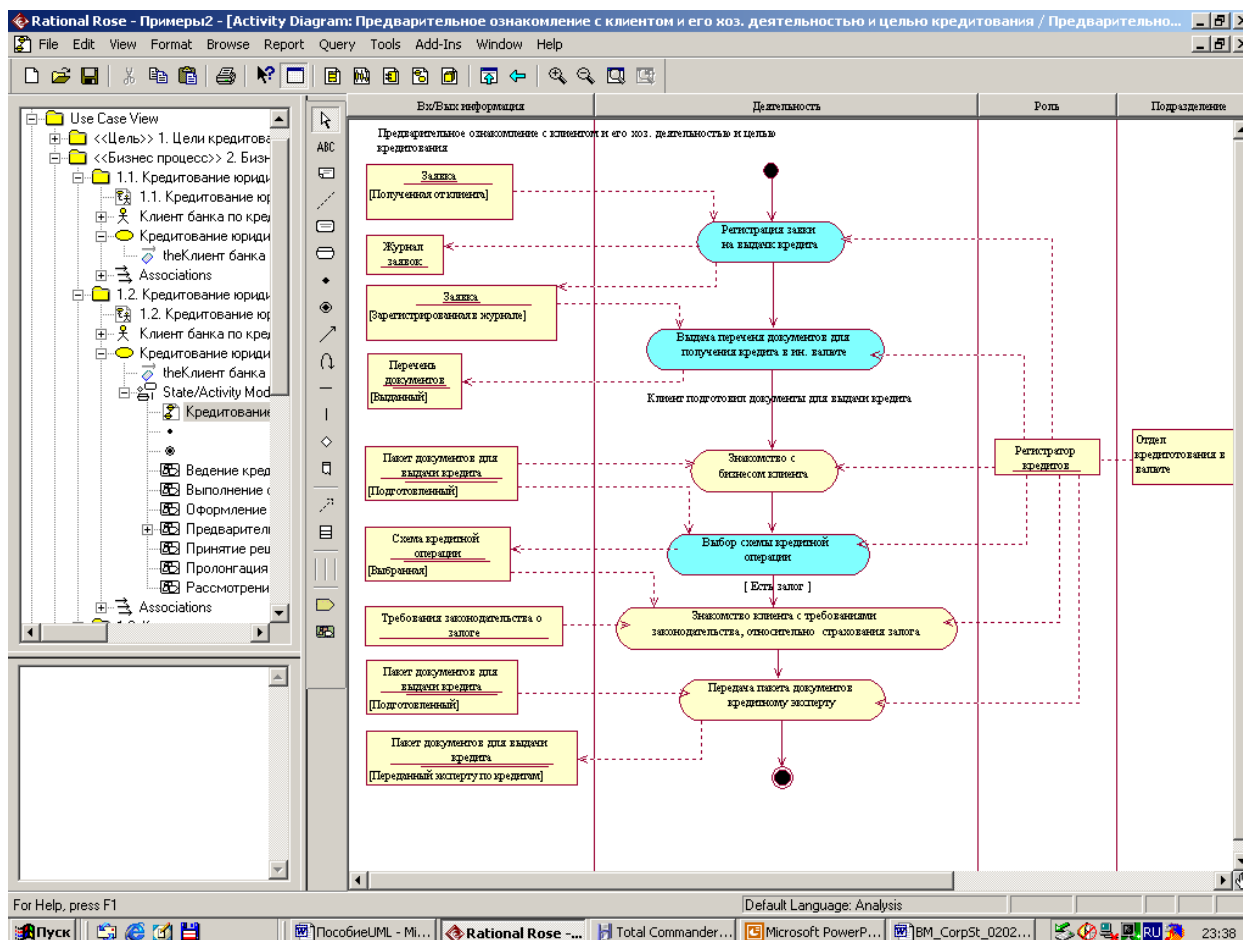 Rational Rose - Примеры2 - [Activity Diagram: Предварительное ознакомление с клиентом и его хоз. деятельностью и целью кредитования / Предварительно...
File Edit View Format Browse Report Query Tools Add-Ins Window Help
Use Case View
<<Цель>> 1. Цели кредитова
<<Бизнес процесс>> 2. Бизн
1.1. Кредитование юриди
1.1. Кредитование юр
Клиент банка по кре
Кредитование юриди
theКлиент банка
Associations
1.2. Кредитование юриди
1.2. Кредитование юр
Клиент банка по кре
Кредитование юриди
theКлиент банка
State/Activity Mod
Кредитование
Ведение кред
Выполнение о
Оформление
Предварител
Принятие реш
Пролонгация
Рассмотрени
Associations
ABC
Вх/Вых информация
Деятельность
Роль
Подразделение
Предварительное ознакомление с клиентом и его хоз. деятельностью и целью
кредитования
Заявка
[Полученная от клиента]
Регистрация завки
на выдачк кредита
Журнал
заявок
Заявка
[Зарегистрированная в журнале]
Выдача перечня документов для
получения кредита в ин. валюте
Перечень
документов
[Выданный]
Клиент подготовил документы для выдачи кредита
Пакет документов для
выдачи кредита
[Подготовленный]
Знакомство с
бизнесом клиента
Регистратор
кредитов
Отдел
кредитотования в
валюте
Схема кредитной
операции
[Выбранная]
Выбор схемы кредитной
операции
[ Есть залог ]
Требования законодательства о
залоге
Знакомство клиента с требованиями
законодательства, относительно страхования залога
Пакет документов для
выдачи кредита
[Подготовленный]
Передача пакета документов
кредитному эксперту
Пакет документов для выдачи
кредита
[Переданный эксперту по кредитам]
For Help, press F1
Default Language: Analysis
Пуск
ПособиеUML - Mi...
Rational Rose -...
Total Commander...
Microsoft PowerP...
BM_CorpSt_0202...
RU
23:38